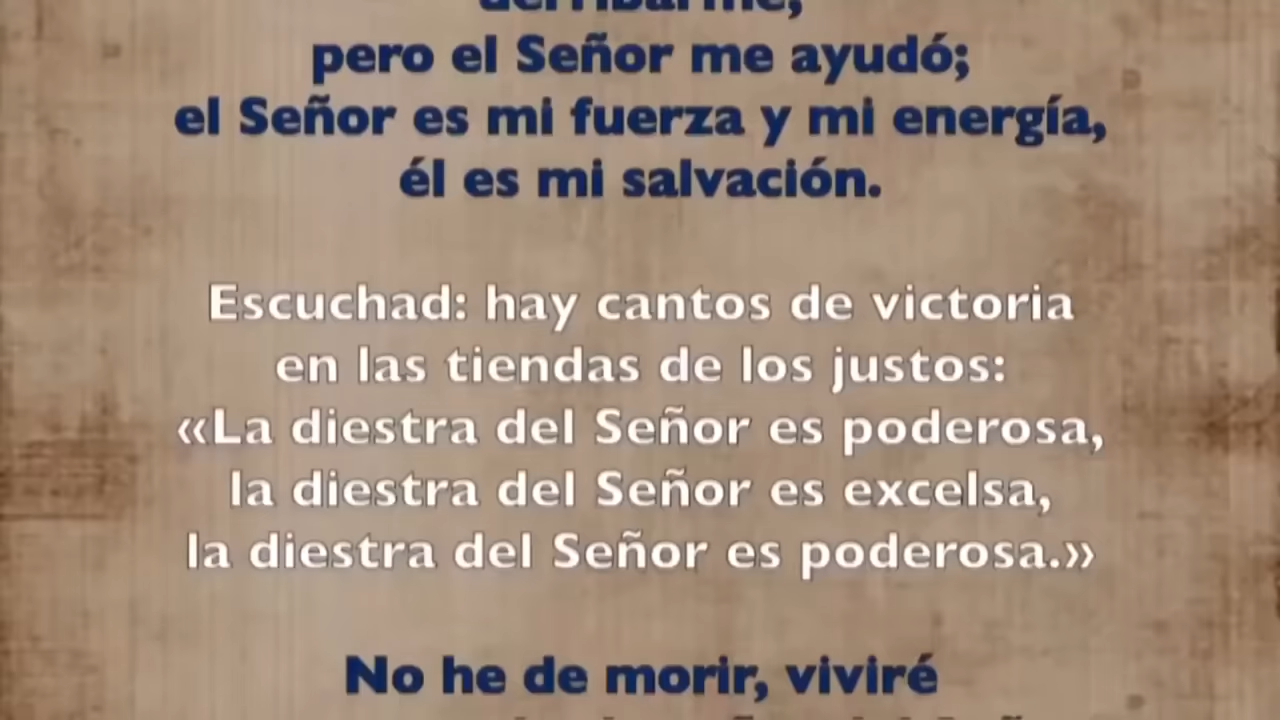 derribarme,
pero el Señor me ayudó;
el Señor es mi fuerza y mi energía,
él es mi salvación.
Escuchad: hay cantos de victoria
en las tiendas de los justos:
«La diestra del Señor es poderosa,
la diestra del Señor es excelsa,
la diestra del Señor es poderosa.»
No he de morir, viviré